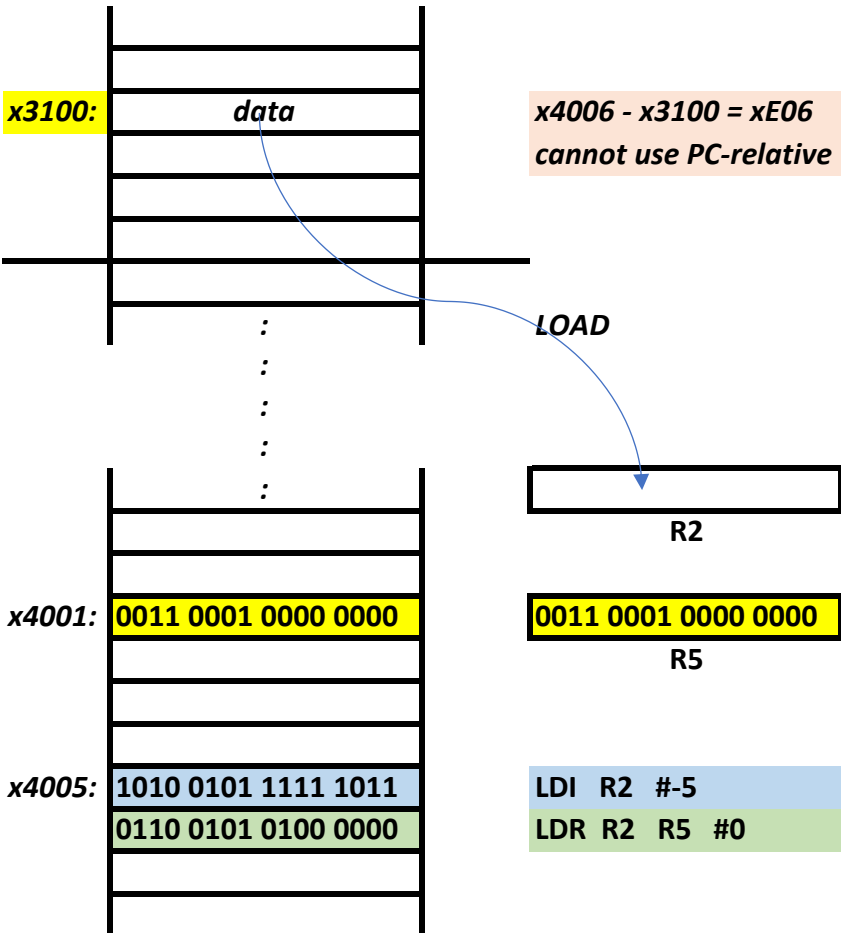 x3100: data x4006 - x3100 = xE06
cannot use PC-relative
: LOAD
:
:
:
:
R2
x4001: 0011 0001 0000 0000 0011 0001 0000 0000
R5
x4005: 1010 0101 1111 1011 LDI R2 #-5
0110 0101 0100 0000 LDR R2 R5 #0